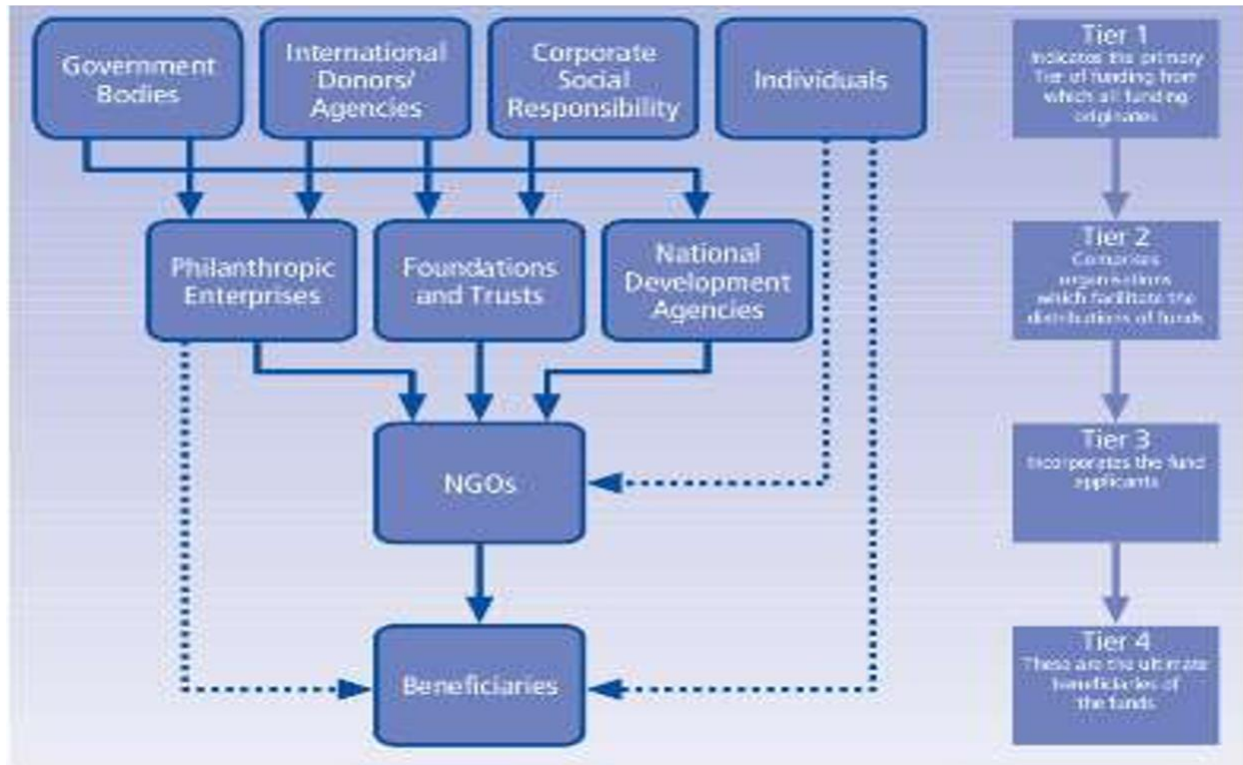 Government
Bodies
International
Donors/
Agencies
Corporate
Social
Responsibility
Individuals
Tier 1
Indicates the primary
Tier of funding from
which all funding
originates
Philanthropic
Enterprises
Foundations
and Trusts
National
Development
Agencies
Tier 2
Comprises
organisations
which facilitate the
distributions of funds
NGOs
Tier 3
Incorporates the fund
applicants
Beneficiaries
Tier 4
These are the ultimate
beneficiaries of
the funds